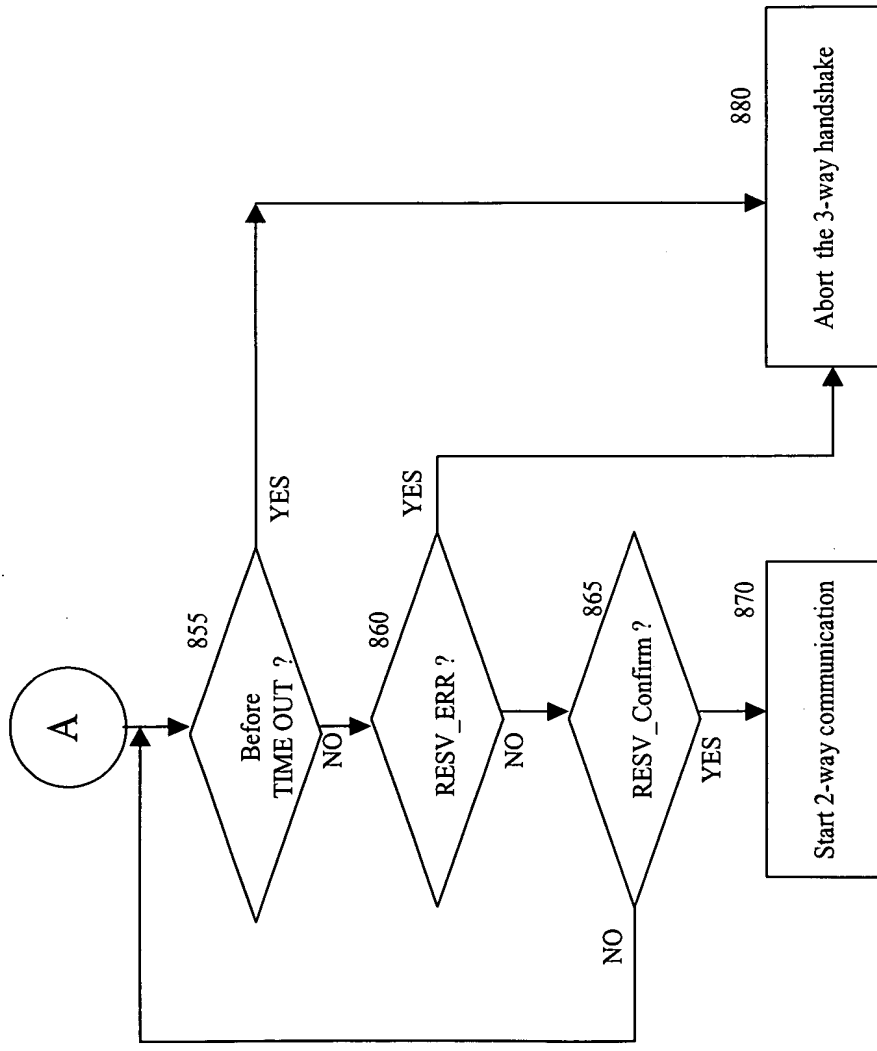 A
855
Before
TIME OUT ?
YES
NO
860
RESV_ERR ?
YES
NO
865
RESV_Confirm ?
NO
YES
870
Start 2-way communication
880
Abort the 3-way handshake